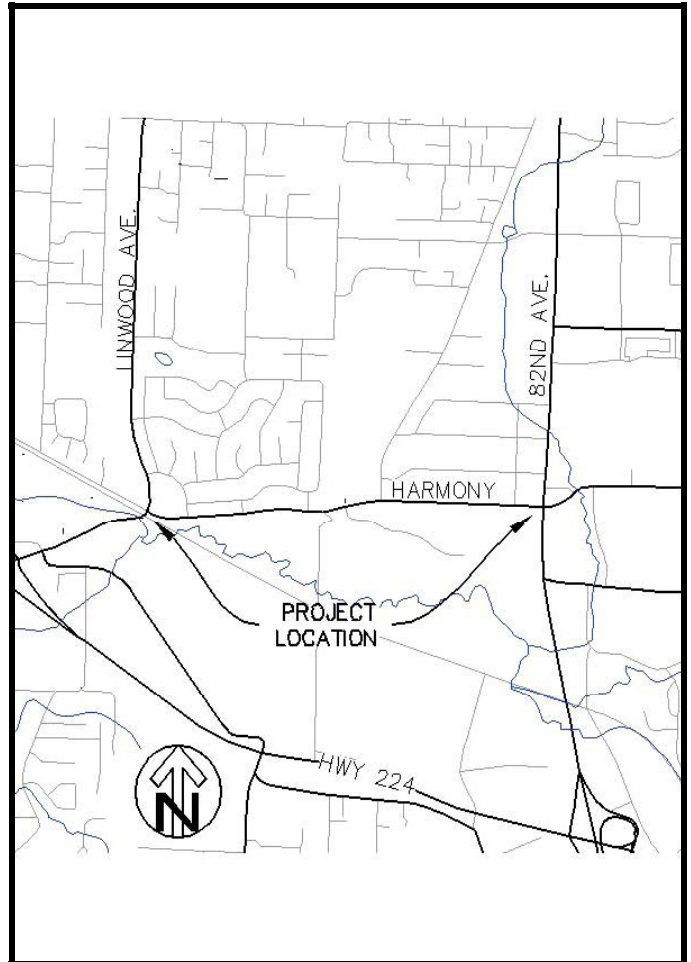 LINWOOD AVE.
82ND AVE.
HARMONY
PROJECT
LOCATION
HWY 224
N